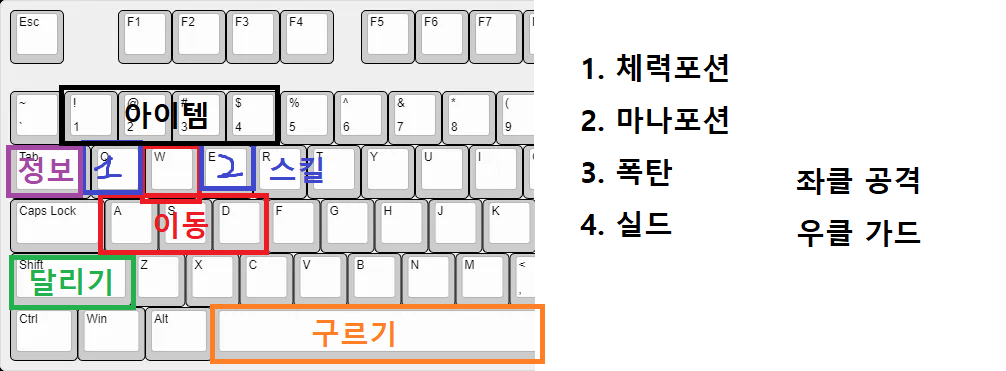 Esc F1 F2 F3 F4 F5 F6 F7
~ ! @ # $ % ^ & * (
` 1 2 3 4 5 6 7 8 9
아이템
Tab Q W E R T Y U I
정보 1 2 스킬
Caps Lock A S D F G H J K
이동
Shift Z X C V B N M <
,
달리기
Ctrl Win Alt
구르기
1. 체력포션
2. 마나포션
3. 폭탄
4. 실드
좌클 공격
우클 가드